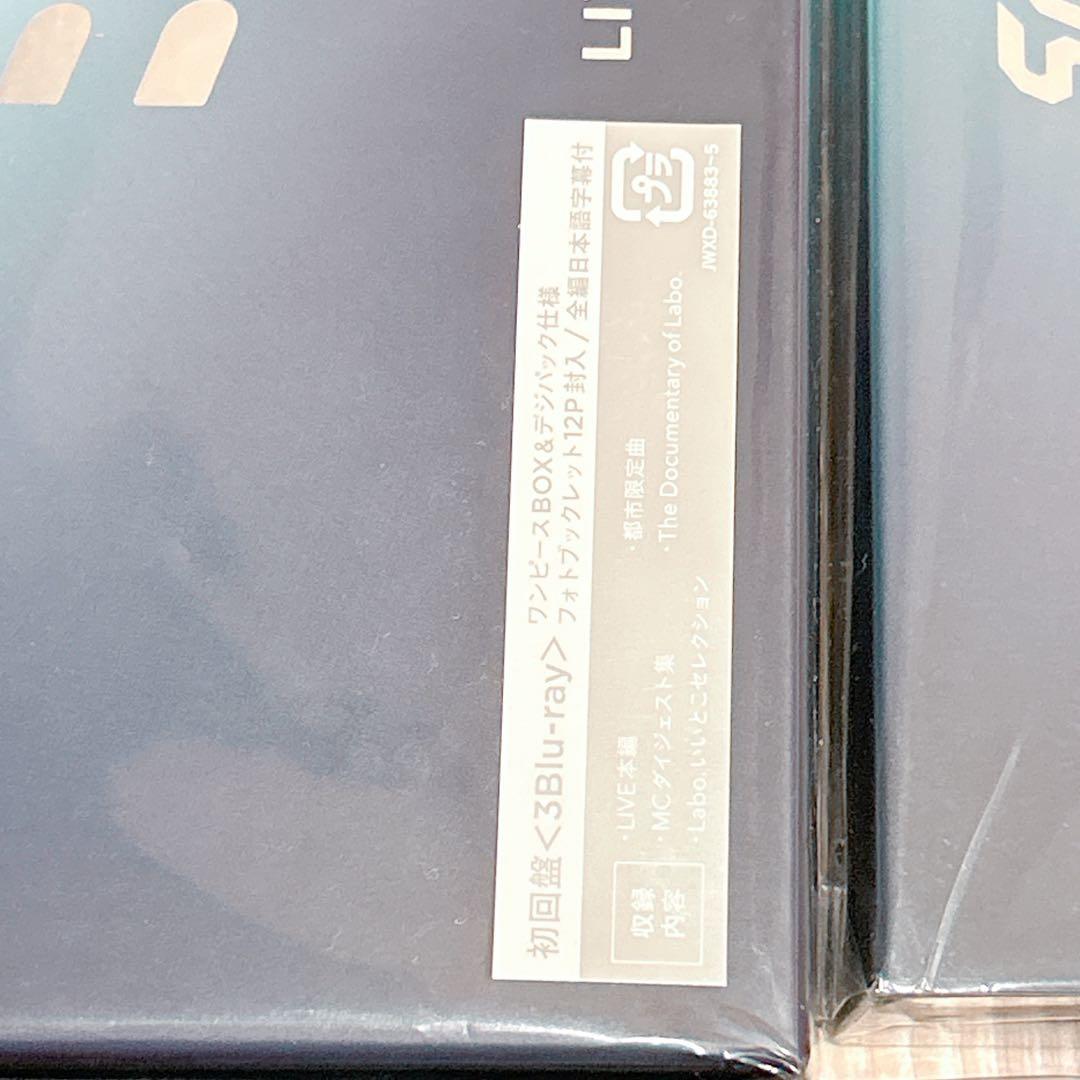 LI
初回盤<3Blu-ray>
ワンピースBOX&デジパック仕様
フォトブックレット12P封入/全編日本語字幕付
収録
内容
・LIVE本編
・MCダイジェスト集
・Labo.いいとこセレクション
・都市限定曲
・The Documentary of Labo.
プラ
JWXD-63883~5